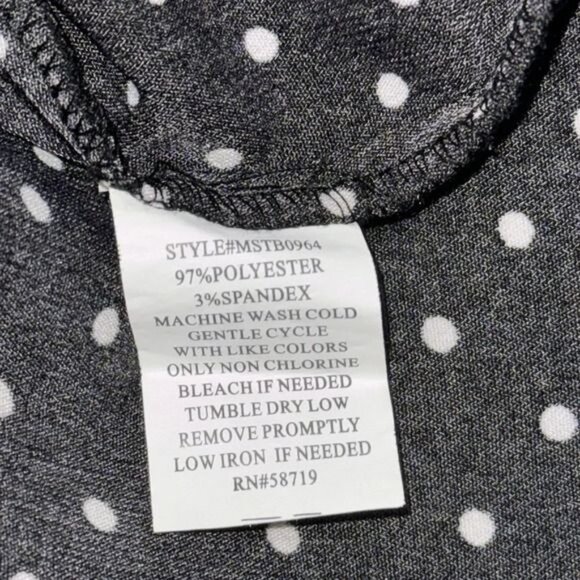 STYLE#MSTB0964
97%POLYESTER
3%SPANDEX
MACHINE WASH COLD
GENTLE CYCLE
WITH LIKE COLORS
ONLY NON CHLORINE
BLEACH IF NEEDED
TUMBLE DRY LOW
REMOVE PROMPTLY
LOW IRON IF NEEDED
RN#58719